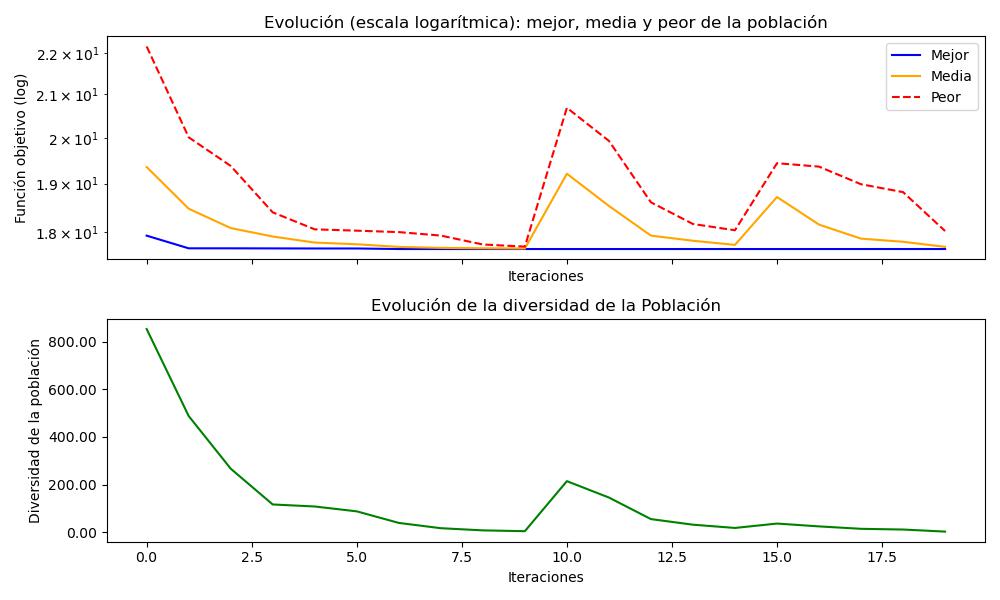 Evolución (escala logarítmica): mejor, media y peor de la población
Función objetivo (log)
2.2 × 10¹
2.1 × 10¹
2 × 10¹
1.9 × 10¹
1.8 × 10¹
Mejor
Media
Peor
Iteraciones
Evolución de la diversidad de la Población
Diversidad de la población
800.00
600.00
400.00
200.00
0.00
0.0 2.5 5.0 7.5 10.0 12.5 15.0 17.5
Iteraciones